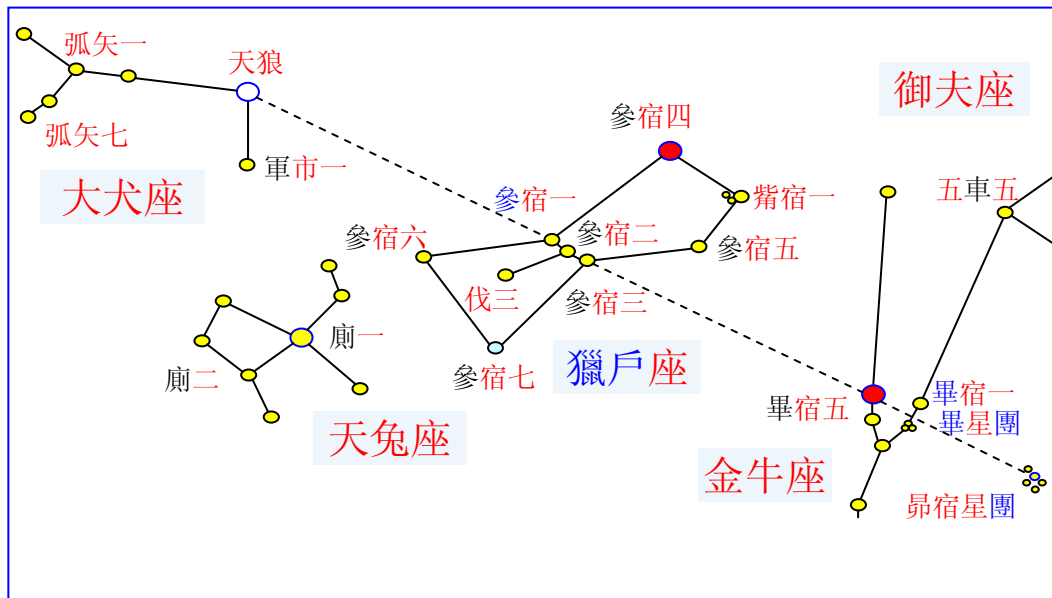 弧矢一
天狼
御夫座
參宿四
弧矢七
軍市一
大犬座
參宿一
觜宿一
五車五
參宿六
參宿二
參宿五
伐三
參宿三
廁一
廁二
參宿七
獵戶座
天兔座
畢宿五
畢宿一
畢星團
金牛座
昴宿星團